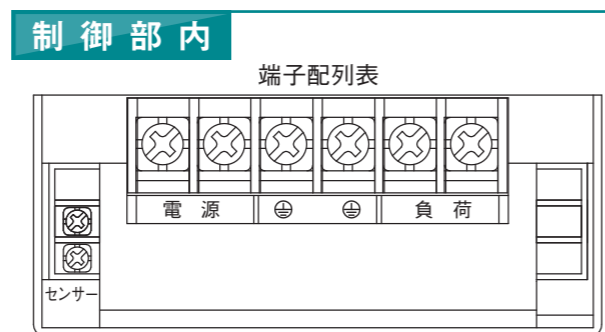 制御部内
端子配列表
電源 負荷
センサー